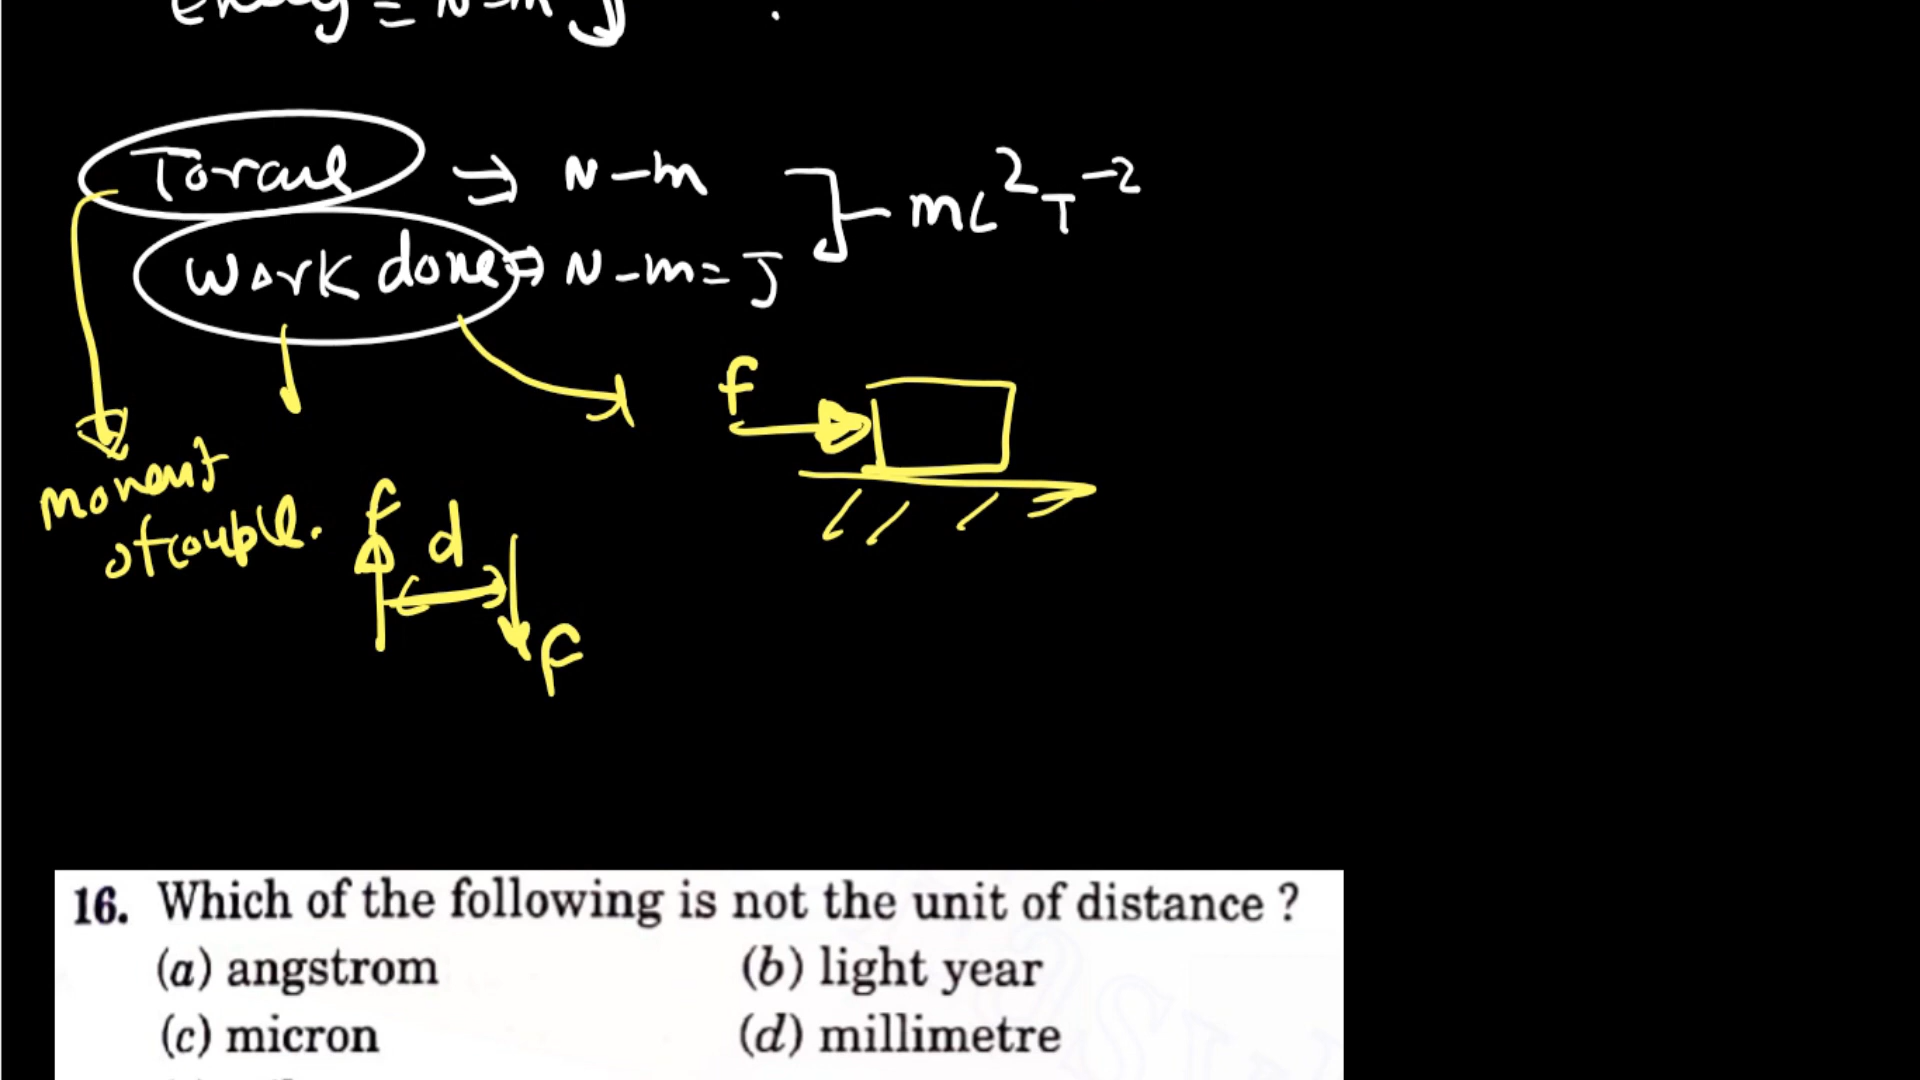 = N-m J
Torque ⇒ N-m
Work done ⇒ N-m = J
ML²T⁻²
f
moment
of couple.
f
d
F
16. Which of the following is not the unit of distance ?
(a) angstrom (b) light year
(c) micron (d) millimetre